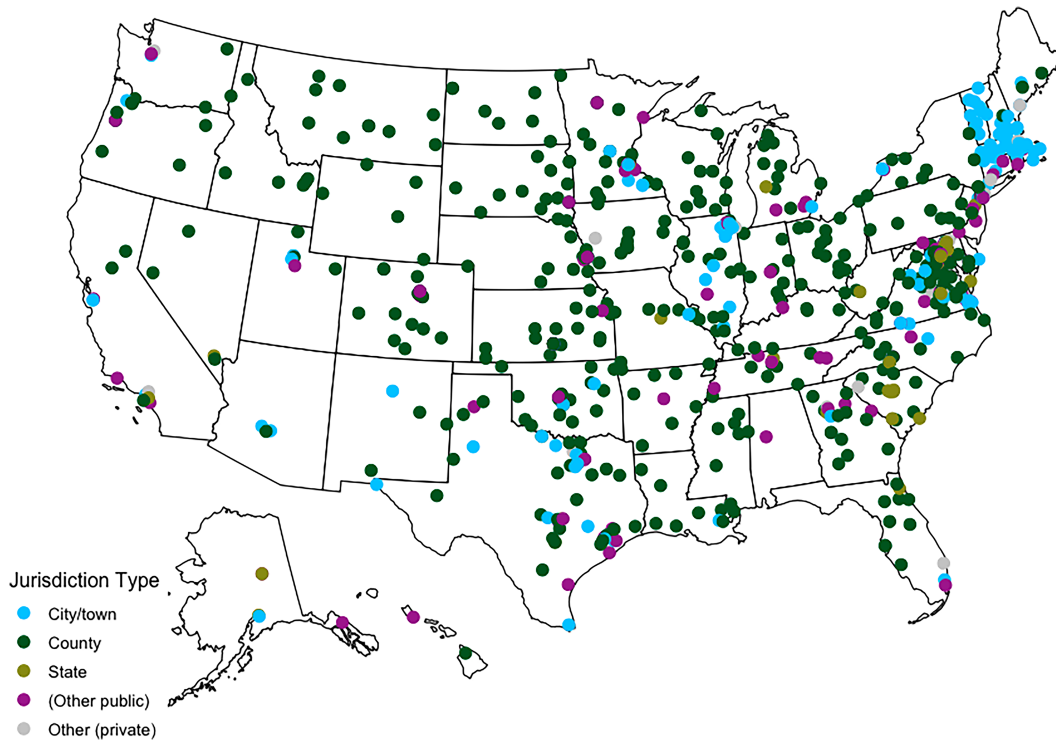 Jurisdiction Type
City/town
County
State
(Other public)
Other (private)